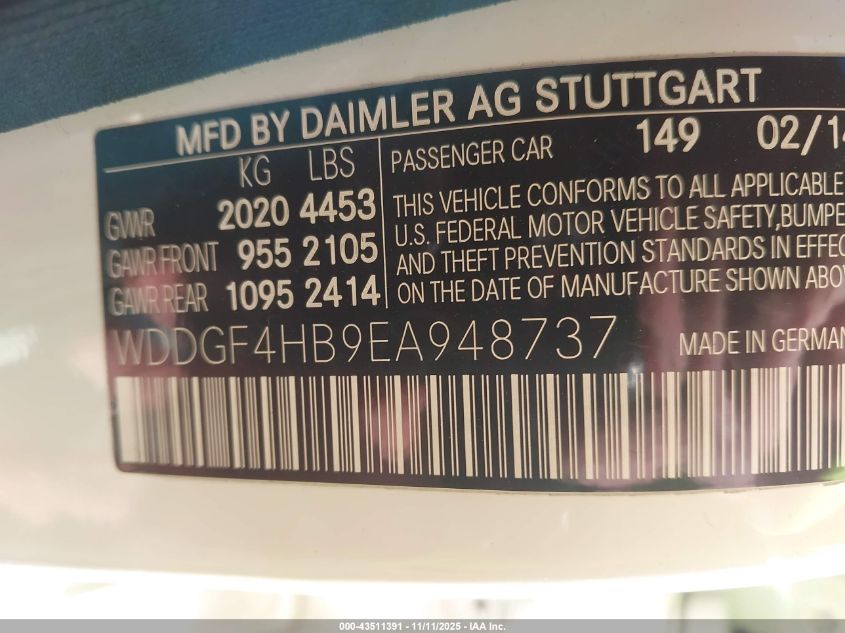 MFD BY DAIMLER AG STUTTGART
KG LBS
GVWR 2020 4453
GAWR FRONT 955 2105
GAWR REAR 1095 2414
PASSENGER CAR 149 02/14
THIS VEHICLE CONFORMS TO ALL APPLICABLE
U.S. FEDERAL MOTOR VEHICLE SAFETY,BUMPE
AND THEFT PREVENTION STANDARDS IN EFFEC
ON THE DATE OF MANUFACTURE SHOWN ABOV
WDDGF4HB9EA948737
MADE IN GERMAN
000-43511391 - 11/11/2025 - IAA Inc.